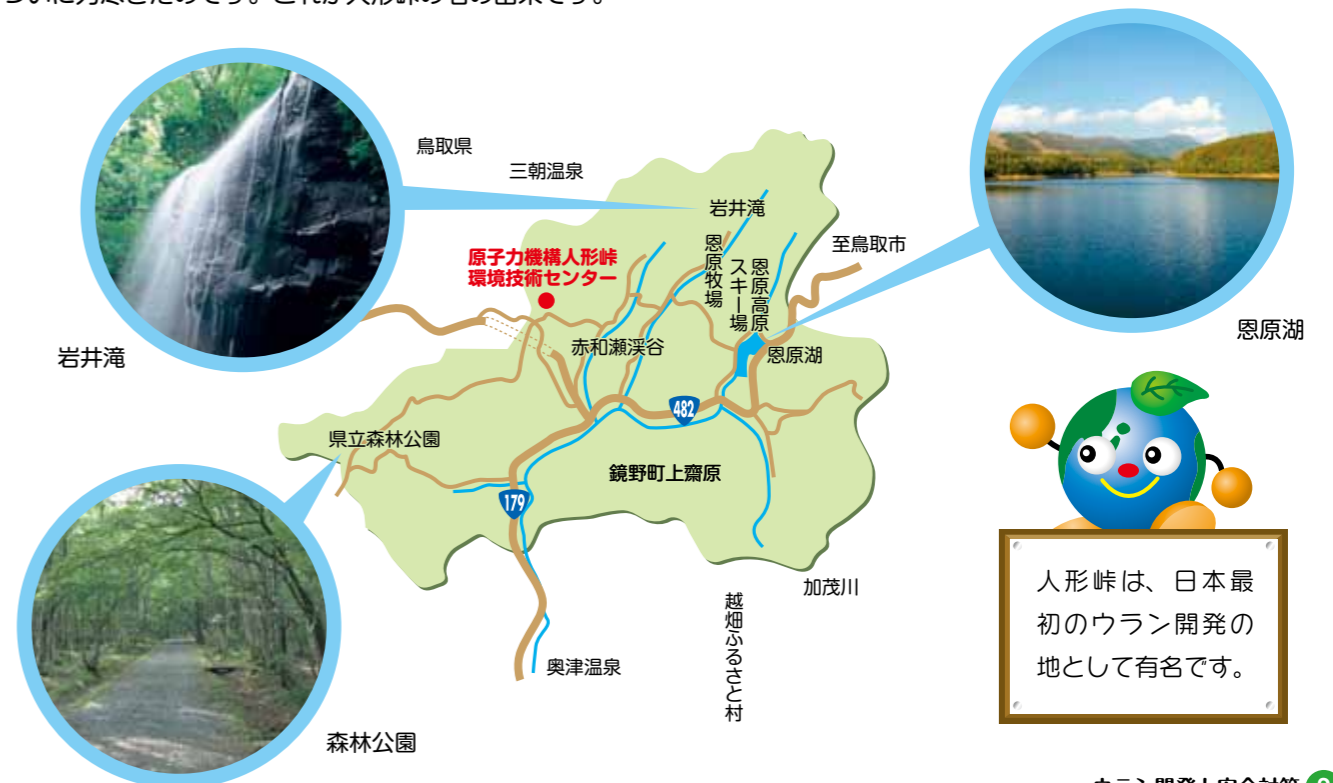 鳥取県
三朝温泉
岩井滝
恩原牧場
恩原高原
スキー場
至鳥取市
原子力機構人形峠
環境技術センター
赤和瀬渓谷
恩原湖
岩井滝
恩原湖
482
県立森林公園
鏡野町上齋原
179
加茂川
越畑ふるさと村
奥津温泉
森林公園
人形峠は、日本最
初のウラン開発の
地として有名です。